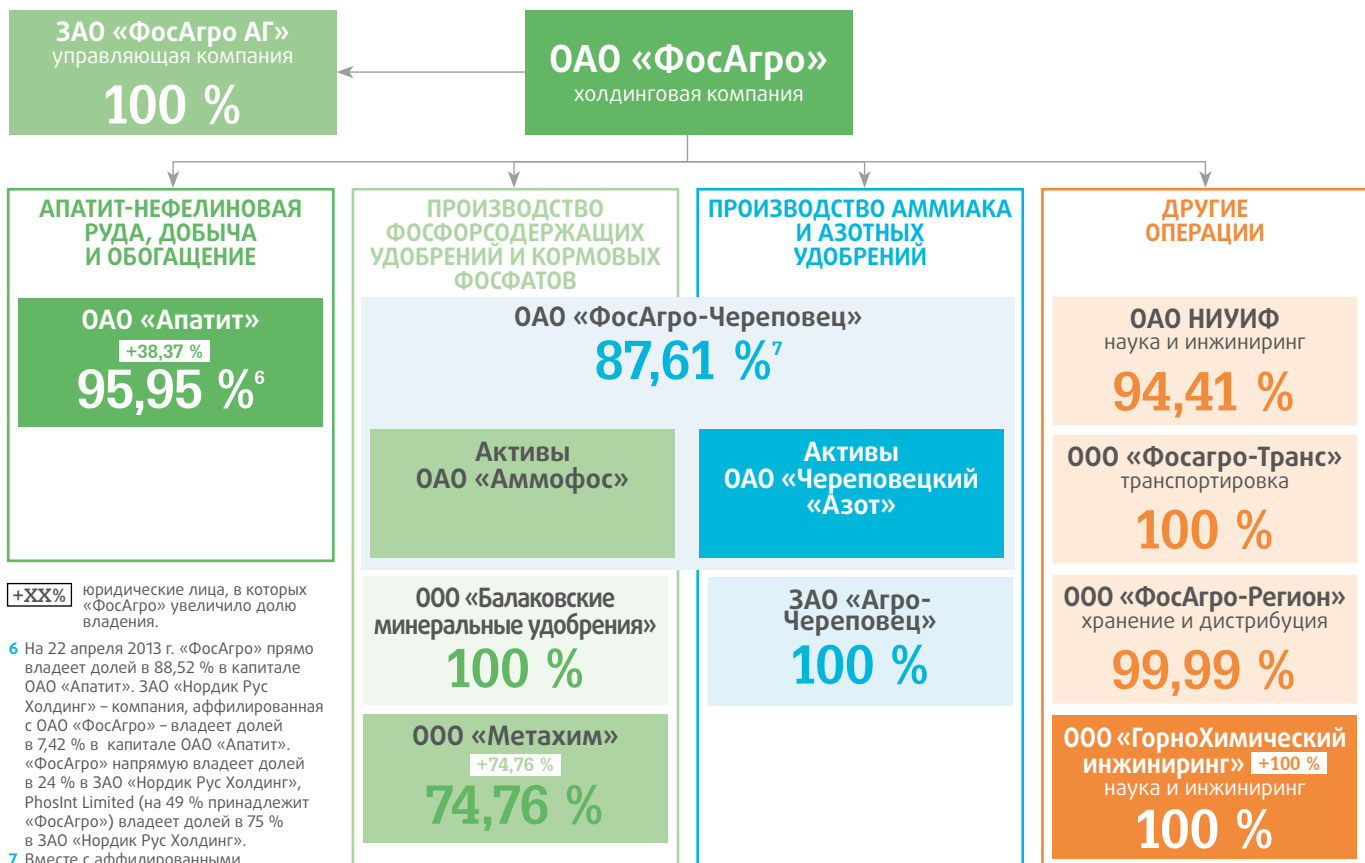 ЗАО «ФосАгро АГ»
управляющая компания
100 %
ОАО «ФосАгро»
холдинговая компания
АПАТИТ-НЕФЕЛИНОВАЯ
РУДА, ДОБЫЧА
И ОБОГАЩЕНИЕ
ОАО «Апатит»
+38,37 %
95,95 %6
+XX%
юридические лица, в которых
«ФосАгро» увеличило долю
владения.
6 На 22 апреля 2013 г. «ФосАгро» прямо
владеет долей в 88,52 % в капитале
ОАО «Апатит». ЗАО «Нордик Рус
Холдинг» – компания, аффилированная
с ОАО «ФосАгро» – владеет долей
в 7,42 % в капитале ОАО «Апатит».
«ФосАгро» напрямую владеет долей
в 24 % в ЗАО «Нордик Рус Холдинг»,
PhosInt Limited (на 49 % принадлежит
«ФосАгро») владеет долей в 75 %
в ЗАО «Нордик Рус Холдинг».
7 Вместе с аффилированными
ПРОИЗВОДСТВО
ФОСФОРСОДЕРЖАЩИХ
УДОБРЕНИЙ И КОРМОВЫХ
ФОСФАТОВ
ПРОИЗВОДСТВО АММИАКА
И АЗОТНЫХ
УДОБРЕНИЙ
ОАО «ФосАгро-Череповец»
87,61 %7
Активы
ОАО «Аммофос»
Активы
ОАО «Череповецкий
«Азот»
ООО «Балаковские
минеральные удобрения»
100 %
ООО «Метахим»
+74,76 %
74,76 %
ЗАО «Агро-
Череповец»
100 %
ДРУГИЕ
ОПЕРАЦИИ
ОАО НИУИФ
наука и инжиниринг
94,41 %
ООО «Фосагро-Транс»
транспортировка
100 %
ООО «ФосАгро-Регион»
хранение и дистрибуция
99,99 %
ООО «ГорноХимический
инжиниринг» +100 %
наука и инжиниринг
100 %